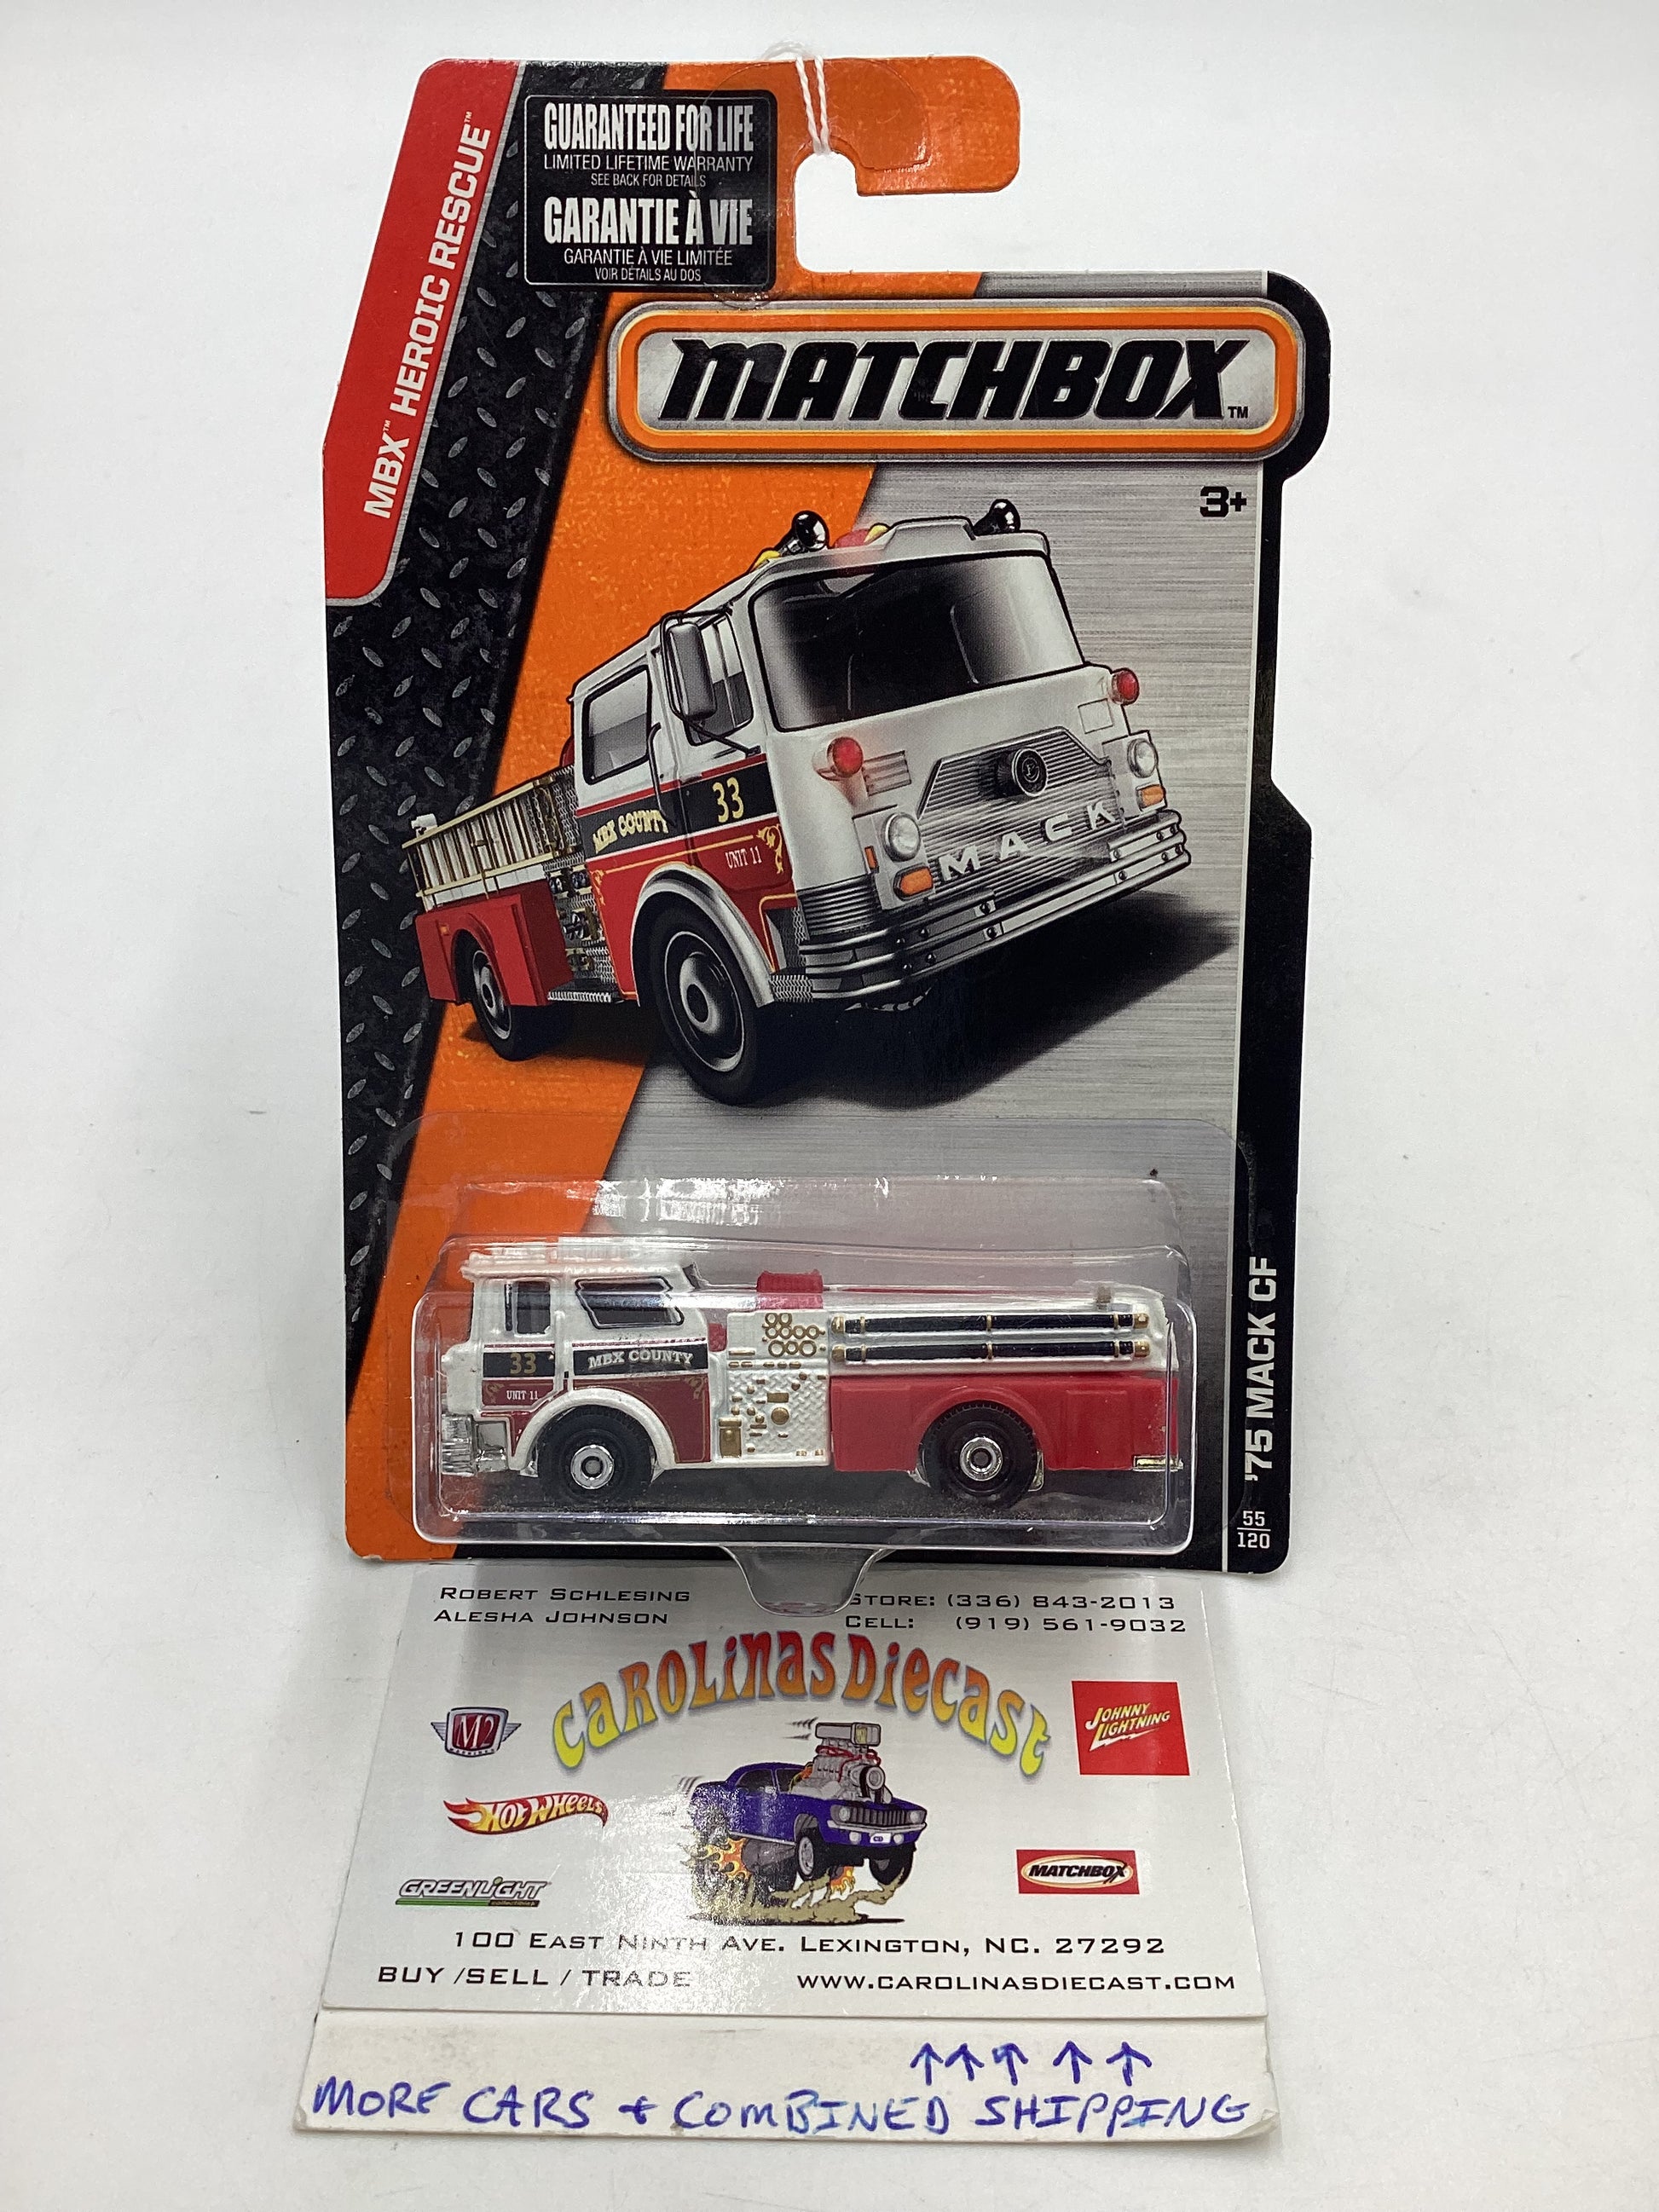 MBX™ HEROIC RESCUE™
GUARANTEED FOR LIFE
LIMITED LIFETIME WARRANTY
SEE BACK FOR DETAILS
GARANTIE À VIE
GARANTIE À VIE LIMITÉE
VOIR DÉTAILS AU DOS
MATCHBOX™
3+
33
MBX COUNTY
UNIT 11
MACK
33
MBX COUNTY
UNIT 11
'75 MACK CF
55
120
ROBERT SCHLESING
ALESHA JOHNSON
STORE: (336) 843-2013
CELL: (919) 561-9032
CAROLINAS DIECAST
M2
JOHNNY LIGHTNING
HOT WHEELS
GREENLIGHT
MATCHBOX
100 EAST NINTH AVE. LEXINGTON, NC. 27292
BUY /SELL / TRADE
WWW.CAROLINASDIECAST.COM
↑↑↑ ↑ ↑
MORE CARS + COMBINED SHIPPING